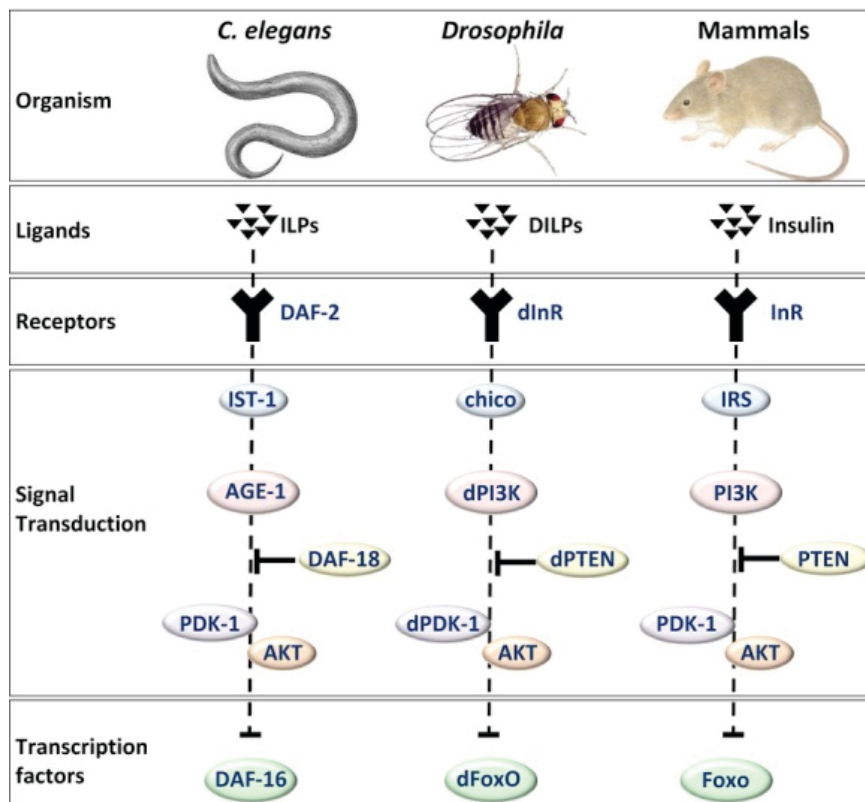 C. elegans Drosophila Mammals
Organism
Ligands ILPs DILPs Insulin
Receptors DAF-2 dInR InR
IST-1 chico IRS
AGE-1 dPI3K PI3K
Signal
Transduction
DAF-18 dPTEN PTEN
PDK-1 dPDK-1 PDK-1
AKT AKT AKT
Transcription
factors
DAF-16 dFoxO Foxo